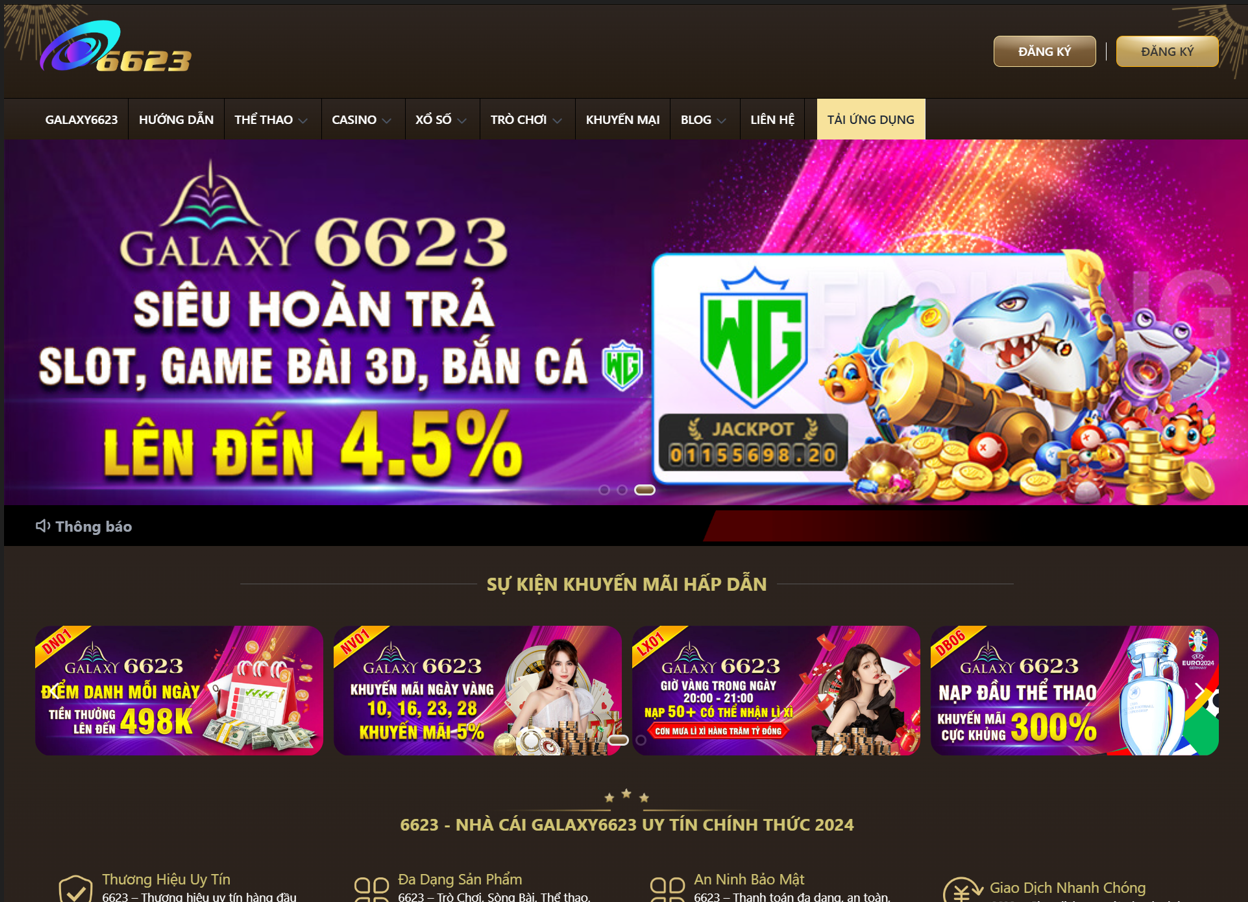 6623
ĐĂNG KÝ
ĐĂNG KÝ
GALAXY6623
HƯỚNG DẪN
THỂ THAO
CASINO
XỔ SỐ
TRÒ CHƠI
KHUYẾN MẠI
BLOG
LIÊN HỆ
TẢI ỨNG DỤNG
GALAXY 6623
SIÊU HOÀN TRẢ
SLOT, GAME BÀI 3D, BẮN CÁ WG
LÊN ĐẾN 4.5%
FISHING
WG
JACKPOT
01155698.20
Thông báo
SỰ KIỆN KHUYẾN MÃI HẤP DẪN
DN01
GALAXY 6623
ĐIỂM DANH MỖI NGÀY
TIỀN THƯỞNG
LÊN ĐẾN 498K
NV01
GALAXY 6623
KHUYẾN MÃI NGÀY VÀNG
10, 16, 23, 28
KHUYẾN MÃI 5%
LX01
GALAXY 6623
GIỜ VÀNG TRONG NGÀY
20:00 - 21:00
NẠP 50+ CÓ THỂ NHẬN LÌ XÌ
CƠN MƯA LÌ XÌ HÀNG TRĂM TỶ ĐỒNG
DB06
GALAXY 6623
EURO2024
GERMANY
NẠP ĐẦU THỂ THAO
KHUYẾN MÃI
CỰC KHỦNG 300%
6623 - NHÀ CÁI GALAXY6623 UY TÍN CHÍNH THỨC 2024
Thương Hiệu Uy Tín
6623 – Thương hiệu uy tín hàng đầu
Đa Dạng Sản Phẩm
6623 – Trò Chơi, Sòng Bài, Thể thao,
An Ninh Bảo Mật
6623 – Thanh toán đa dạng, an toàn,
Giao Dịch Nhanh Chóng